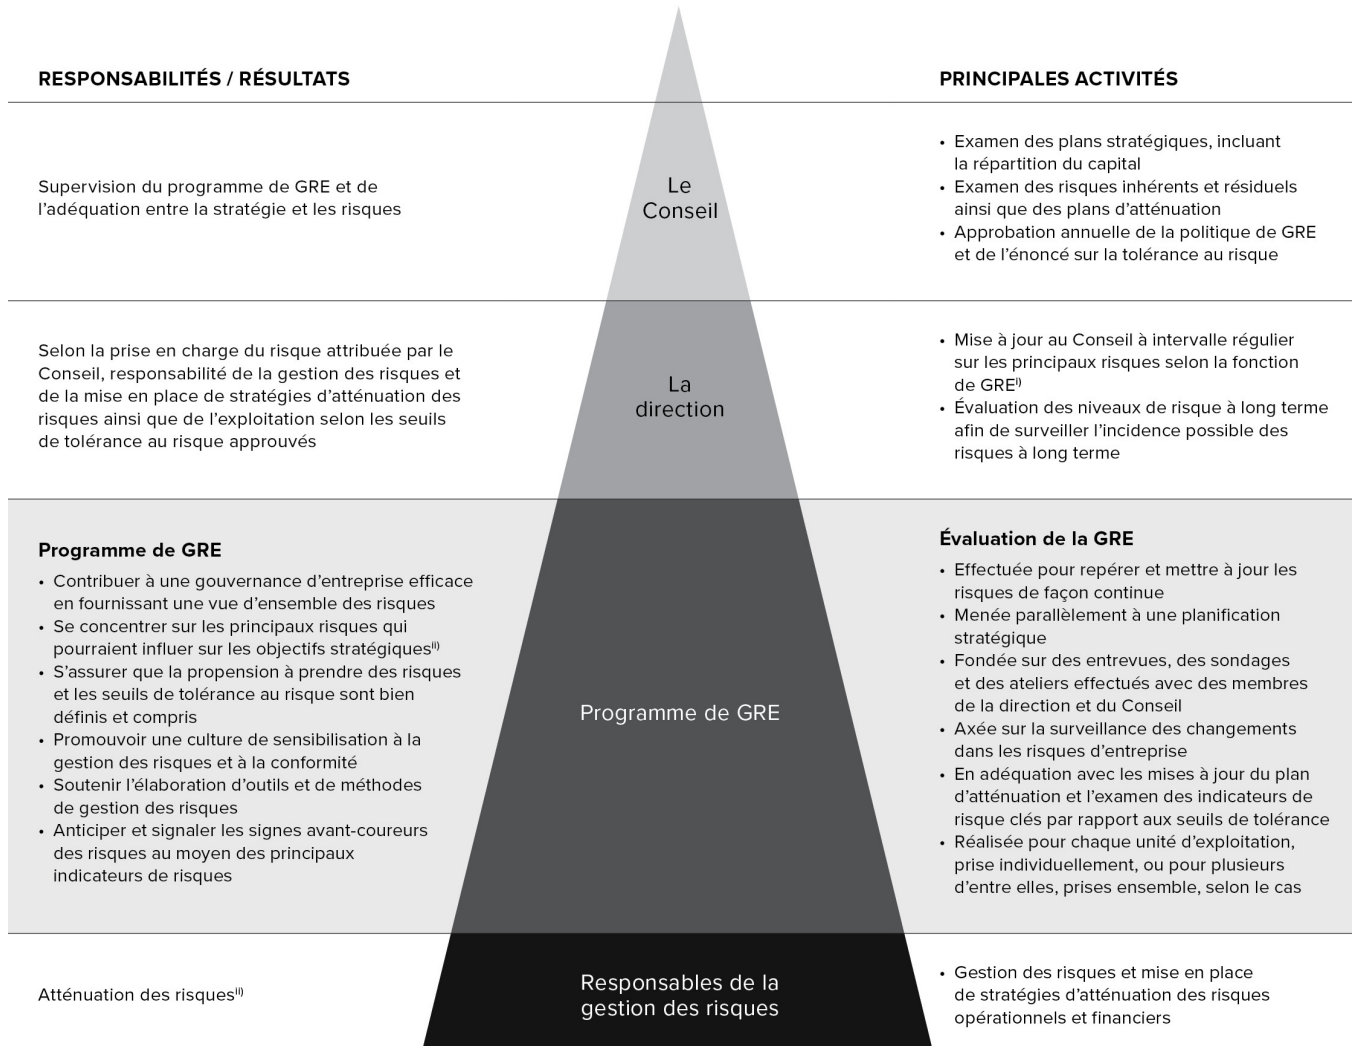 RESPONSABILITÉS / RÉSULTATS
PRINCIPALES ACTIVITÉS
Supervision du programme de GRE et de
l’adéquation entre la stratégie et les risques
Le
Conseil
• Examen des plans stratégiques, incluant
la répartition du capital
• Examen des risques inhérents et résiduels
ainsi que des plans d’atténuation
• Approbation annuelle de la politique de GRE
et de l’énoncé sur la tolérance au risque
Selon la prise en charge du risque attribuée par le
Conseil, responsabilité de la gestion des risques et
de la mise en place de stratégies d’atténuation des
risques ainsi que de l’exploitation selon les seuils
de tolérance au risque approuvés
La
direction
• Mise à jour au Conseil à intervalle régulier
sur les principaux risques selon la fonction
de GREi)
• Évaluation des niveaux de risque à long terme
afin de surveiller l’incidence possible des
risques à long terme
Programme de GRE
• Contribuer à une gouvernance d’entreprise efficace
en fournissant une vue d’ensemble des risques
• Se concentrer sur les principaux risques qui
pourraient influer sur les objectifs stratégiquesii)
• S’assurer que la propension à prendre des risques
et les seuils de tolérance au risque sont bien
définis et compris
• Promouvoir une culture de sensibilisation à la
gestion des risques et à la conformité
• Soutenir l’élaboration d’outils et de méthodes
de gestion des risques
• Anticiper et signaler les signes avant-coureurs
des risques au moyen des principaux
indicateurs de risques
Programme de GRE
Évaluation de la GRE
• Effectuée pour repérer et mettre à jour les
risques de façon continue
• Menée parallèlement à une planification
stratégique
• Fondée sur des entrevues, des sondages
et des ateliers effectués avec des membres
de la direction et du Conseil
• Axée sur la surveillance des changements
dans les risques d’entreprise
• En adéquation avec les mises à jour du plan
d’atténuation et l’examen des indicateurs de
risque clés par rapport aux seuils de tolérance
• Réalisée pour chaque unité d’exploitation,
prise individuellement, ou pour plusieurs
d’entre elles, prises ensemble, selon le cas
Atténuation des risquesii)
Responsables de la
gestion des risques
• Gestion des risques et mise en place
de stratégies d’atténuation des risques
opérationnels et financiers